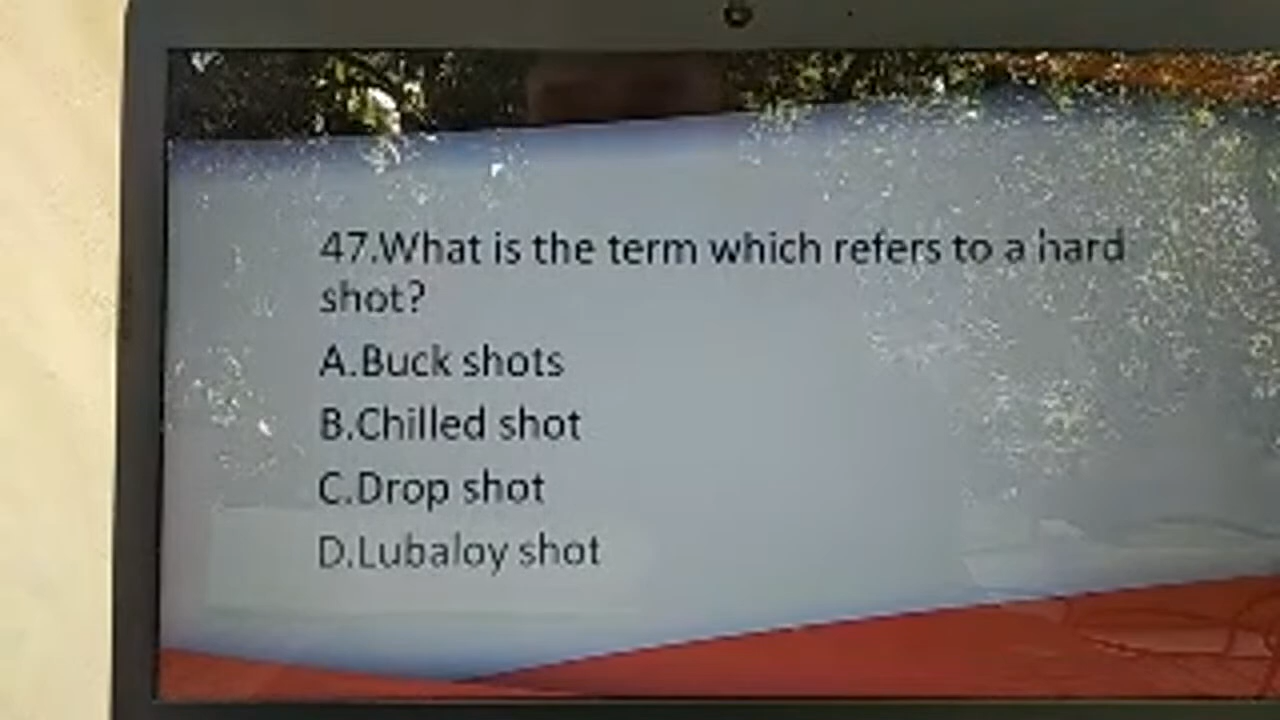 47.What is the term which refers to a hard
shot?
A.Buck shots
B.Chilled shot
C.Drop shot
D.Lubaloy shot